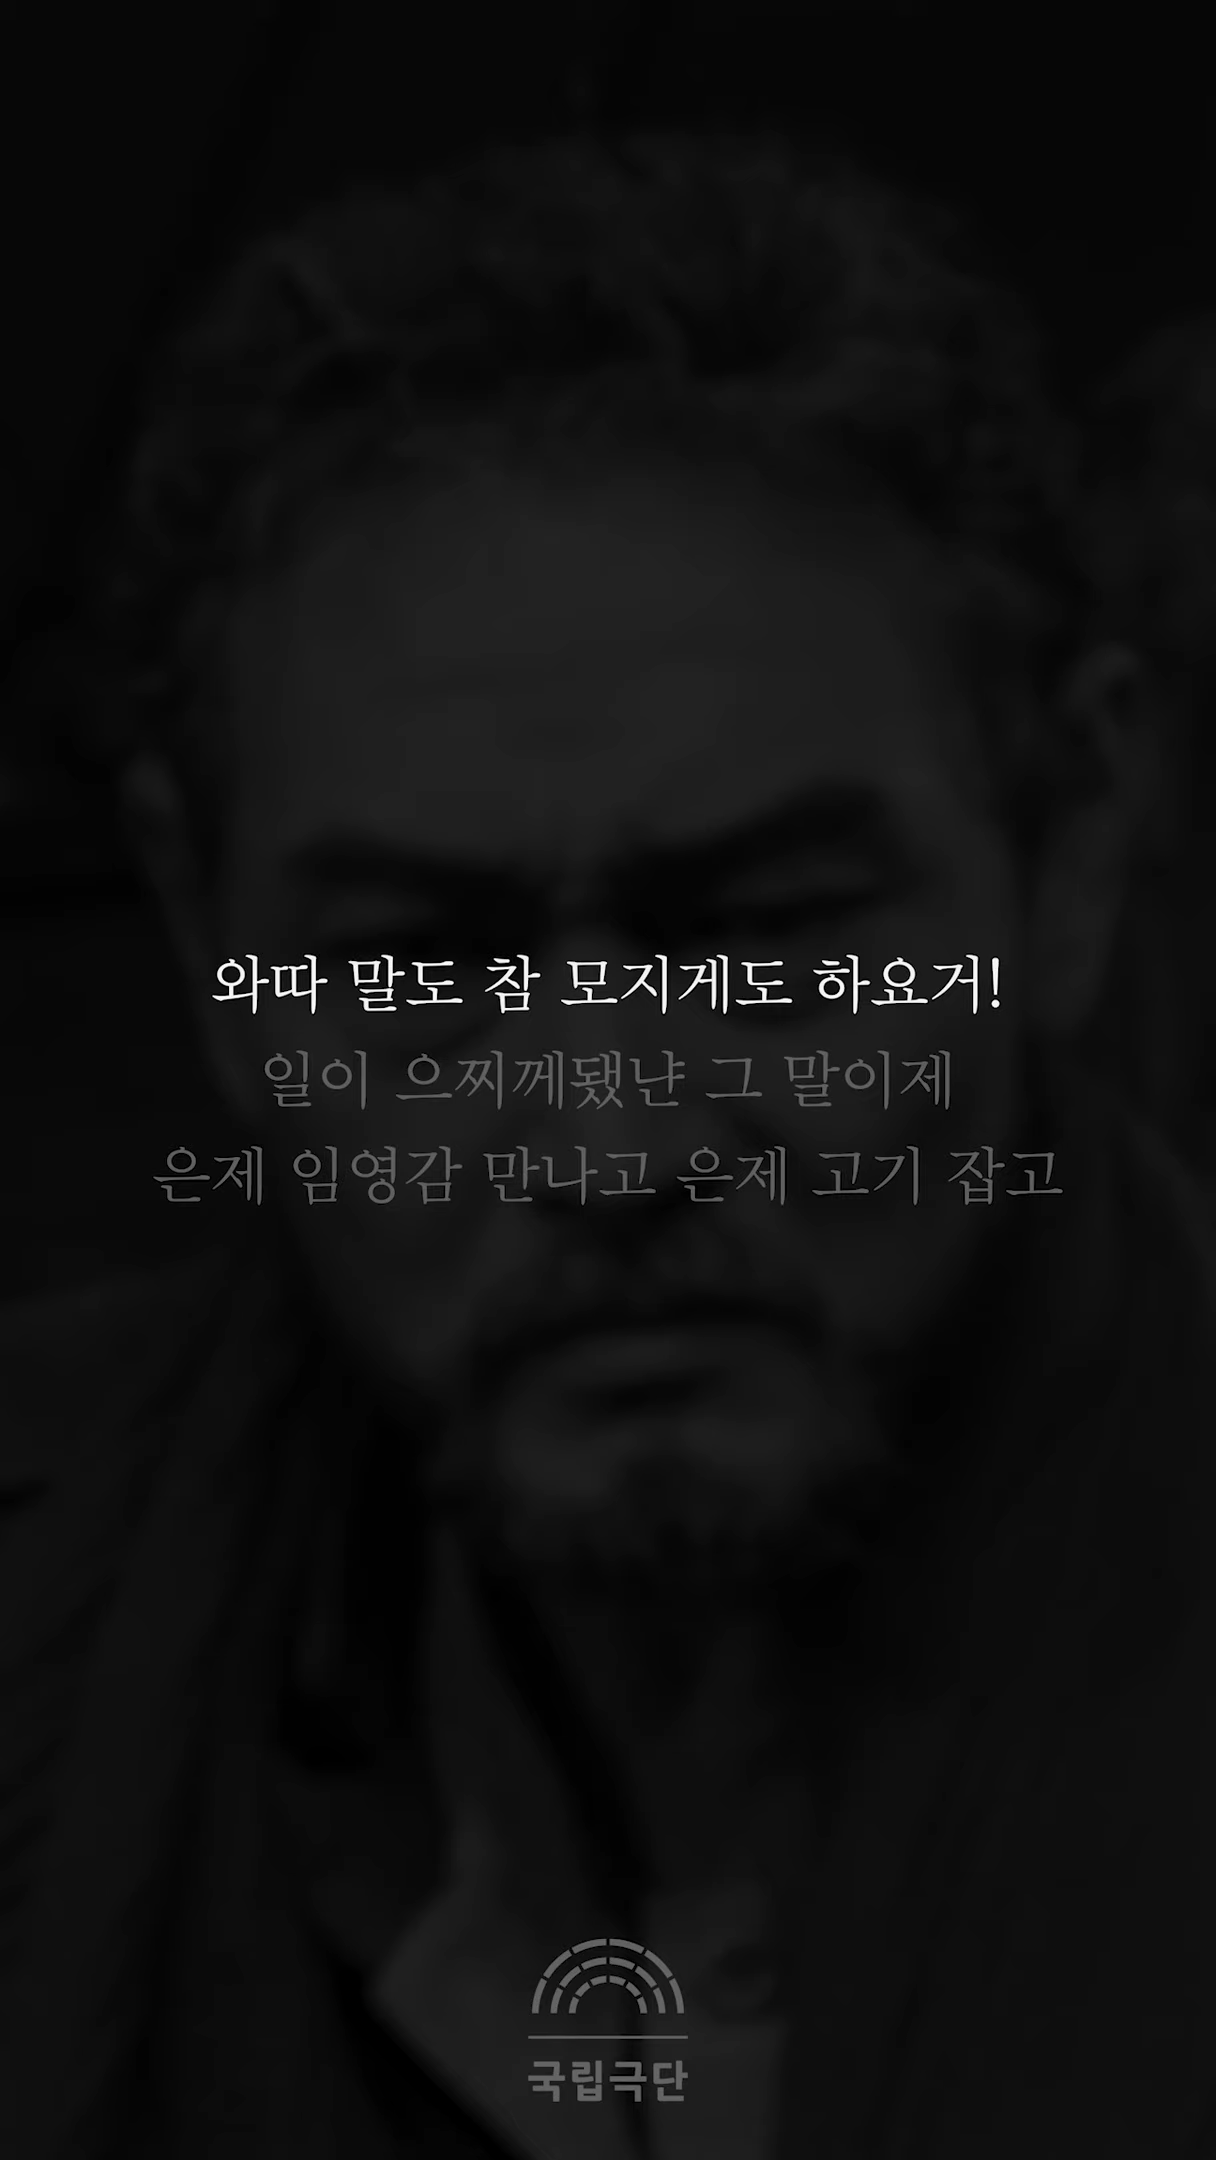 와따 말도 참 모지게도 하요거!
일이 으찌께됐냔 그 말이제
은제 임영감 만나고 은제 고기 잡고
국립극단